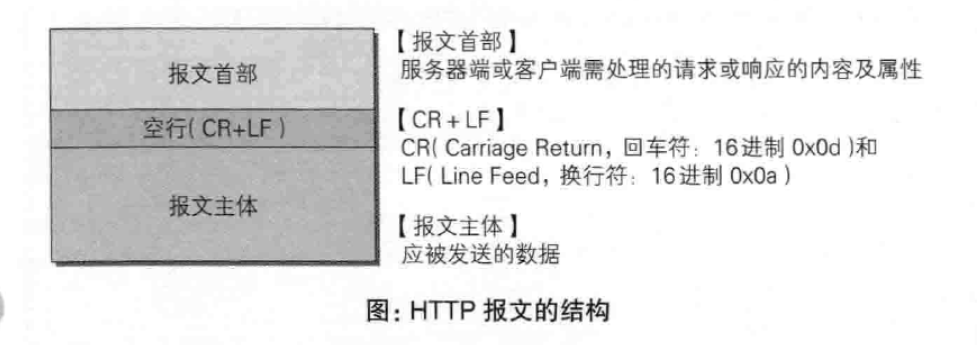 报文首部
空行( CR+LF )
报文主体
【 报文首部 】
服务器端或客户端需处理的请求或响应的内容及属性
【 CR + LF 】
CR( Carriage Return，回车符：16进制 0x0d )和
LF( Line Feed，换行符：16进制 0x0a )
【 报文主体 】
应被发送的数据
图：HTTP 报文的结构